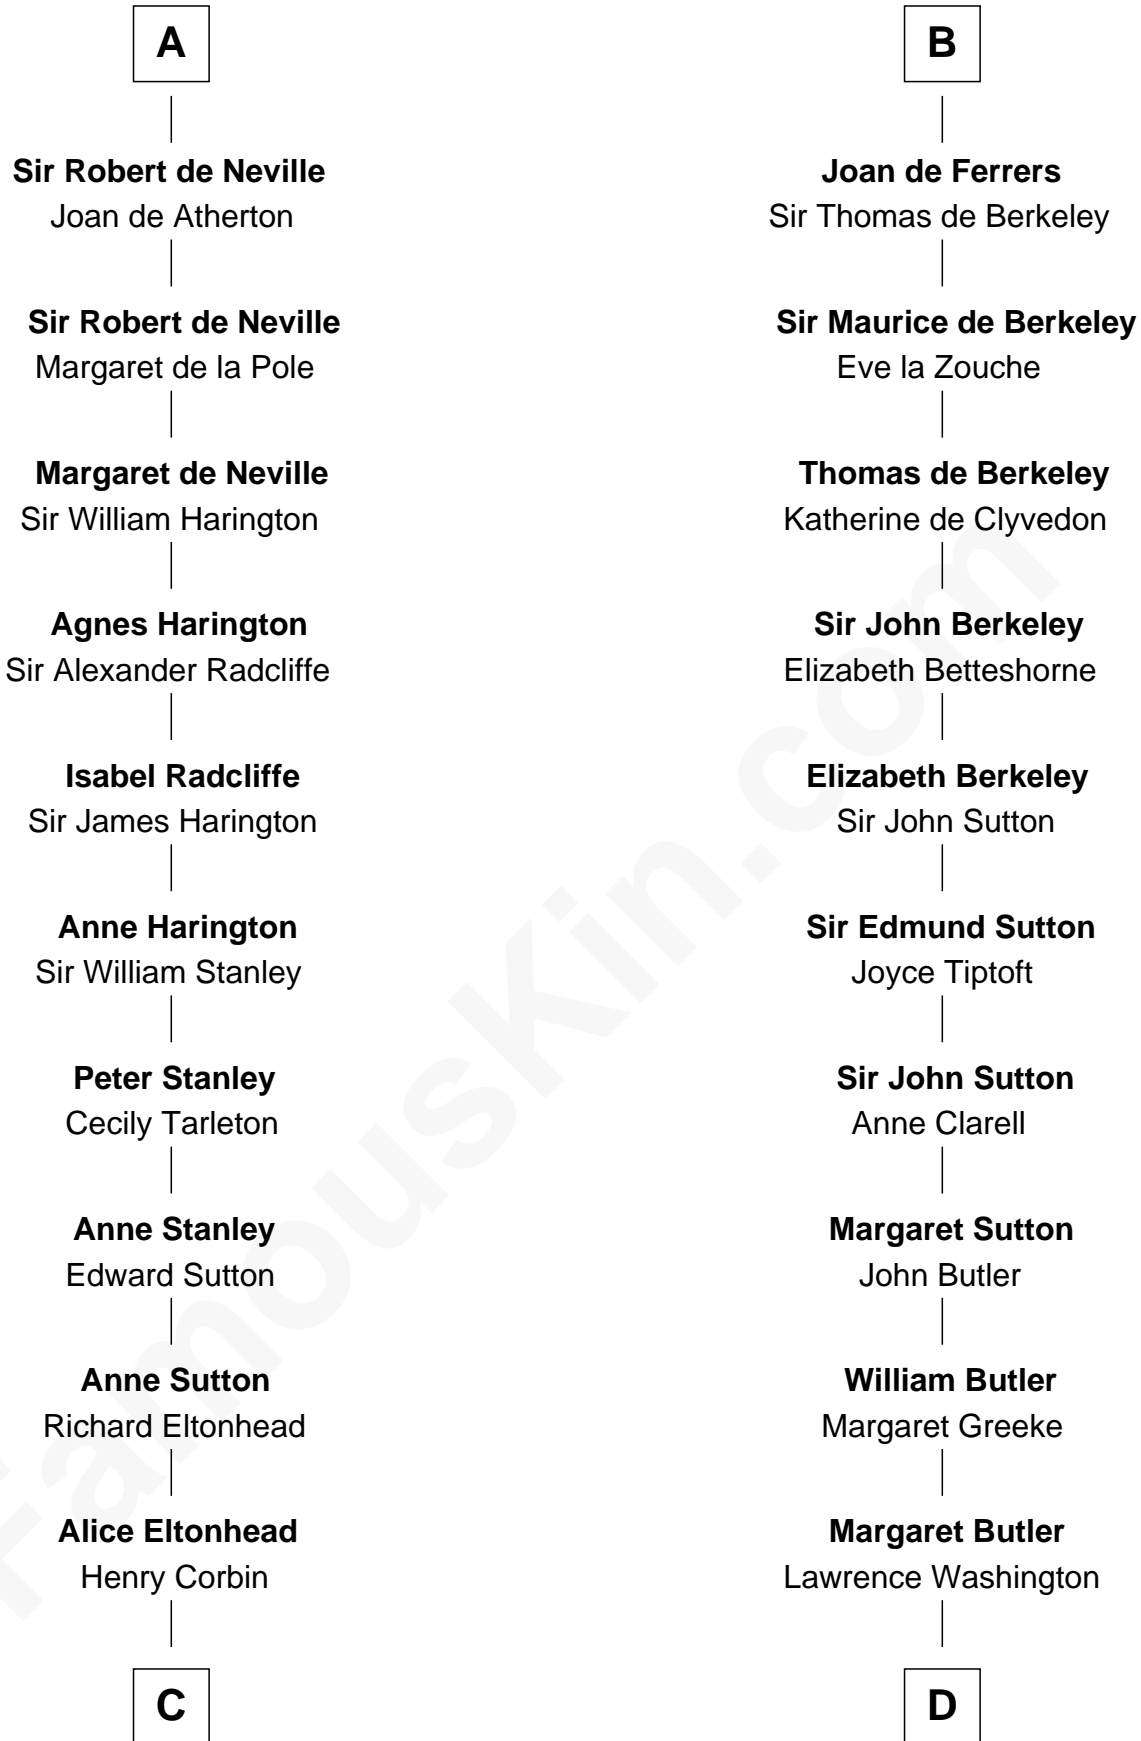 A
Sir Robert de Neville
Joan de Atherton
Sir Robert de Neville
Margaret de la Pole
Margaret de Neville
Sir William Harington
Agnes Harington
Sir Alexander Radcliffe
Isabel Radcliffe
Sir James Harington
Anne Harington
Sir William Stanley
Peter Stanley
Cecily Tarleton
Anne Stanley
Edward Sutton
Anne Sutton
Richard Eltonhead
Alice Eltonhead
Henry Corbin
C
B
Joan de Ferrers
Sir Thomas de Berkeley
Sir Maurice de Berkeley
Eve la Zouche
Thomas de Berkeley
Katherine de Clyvedon
Sir John Berkeley
Elizabeth Betteshorne
Elizabeth Berkeley
Sir John Sutton
Sir Edmund Sutton
Joyce Tiptoft
Sir John Sutton
Anne Clarell
Margaret Sutton
John Butler
William Butler
Margaret Greeke
Margaret Butler
Lawrence Washington
D
FamousKin.com